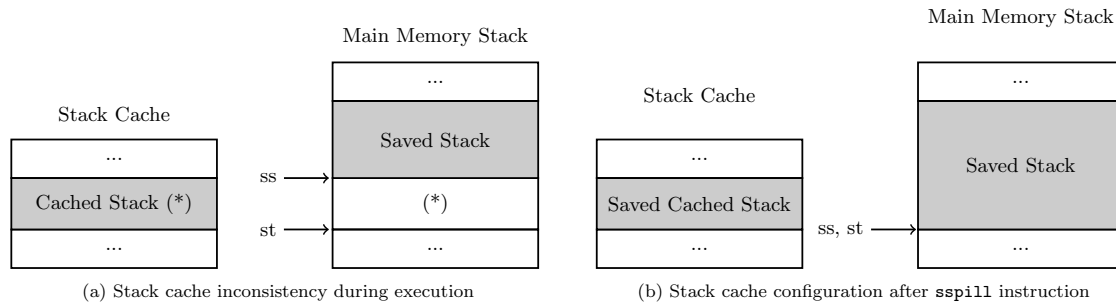 Main Memory Stack
...
Stack Cache
Saved Stack
...
ss
Cached Stack (*)
(*)
st
...
...
(a) Stack cache inconsistency during execution
Main Memory Stack
...
Stack Cache
...
Saved Stack
Saved Cached Stack
ss, st
...
...
(b) Stack cache configuration after sspill instruction